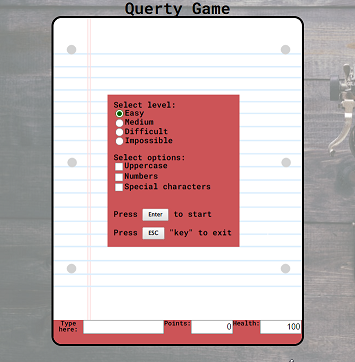 Querty Game
Select level:
Easy
Medium
Difficult
Impossible
Select options:
Uppercase
Numbers
Special characters
Press Enter to start
Press ESC "key" to exit
Type here:
Points: 0
Health: 100